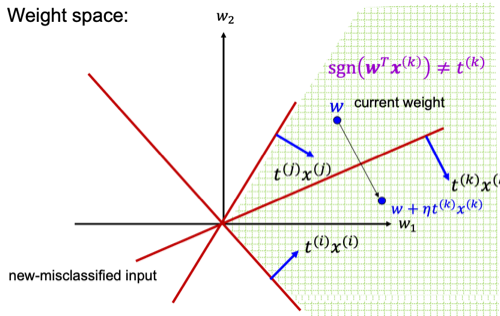 Weight space:
w₂
sgn(wᵀx⁽ᵏ⁾) ≠ t⁽ᵏ⁾
w current weight
t⁽ʲ⁾x⁽ʲ⁾
t⁽ᵏ⁾x⁽
w + ηt⁽ᵏ⁾x⁽ᵏ⁾
w₁
t⁽ⁱ⁾x⁽ⁱ⁾
new-misclassified input